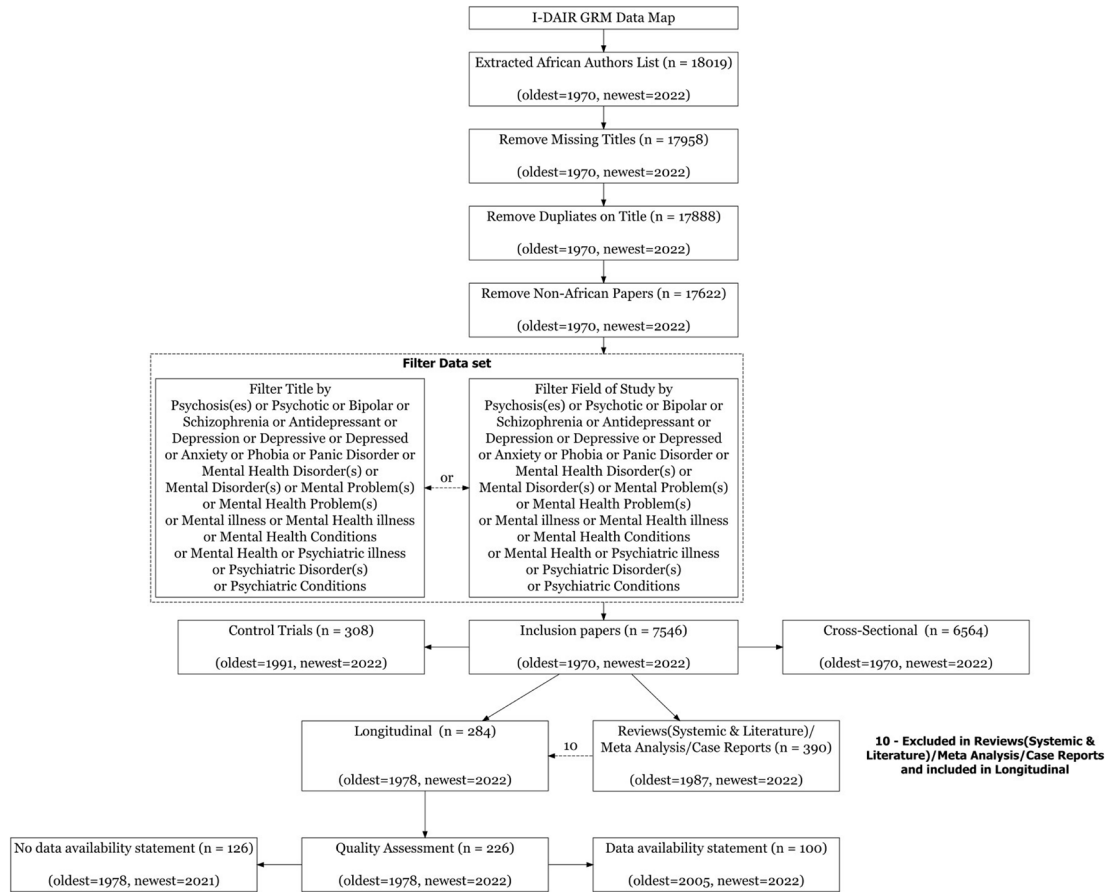 I-DAIR GRM Data Map
Extracted African Authors List (n = 18019)
(oldest=1970, newest=2022)
Remove Missing Titles (n = 17958)
(oldest=1970, newest=2022)
Remove Dupliates on Title (n = 17888)
(oldest=1970, newest=2022)
Remove Non-African Papers (n = 17622)
(oldest=1970, newest=2022)
Filter Data set
Filter Title by
Psychosis(es) or Psychotic or Bipolar or
Schizophrenia or Antidepressant or
Depression or Depressive or Depressed
or Anxiety or Phobia or Panic Disorder or
Mental Health Disorder(s) or
Mental Disorder(s) or Mental Problem(s)
or Mental Health Problem(s)
or Mental illness or Mental Health illness
or Mental Health Conditions
or Mental Health or Psychiatric illness
or Psychiatric Disorder(s)
or Psychiatric Conditions
or
Filter Field of Study by
Psychosis(es) or Psychotic or Bipolar or
Schizophrenia or Antidepressant or
Depression or Depressive or Depressed
or Anxiety or Phobia or Panic Disorder or
Mental Health Disorder(s) or
Mental Disorder(s) or Mental Problem(s)
or Mental Health Problem(s)
or Mental illness or Mental Health illness
or Mental Health Conditions
or Mental Health or Psychiatric illness
or Psychiatric Disorder(s)
or Psychiatric Conditions
Control Trials (n = 308)
(oldest=1991, newest=2022)
Inclusion papers (n = 7546)
(oldest=1970, newest=2022)
Cross-Sectional (n = 6564)
(oldest=1970, newest=2022)
Longitudinal (n = 284)
(oldest=1978, newest=2022)
10
Reviews(Systemic & Literature)/
Meta Analysis/Case Reports (n = 390)
(oldest=1987, newest=2022)
10 - Excluded in Reviews(Systemic &
Literature)/Meta Analysis/Case Reports
and included in Longitudinal
No data availability statement (n = 126)
(oldest=1978, newest=2021)
Quality Assessment (n = 226)
(oldest=1978, newest=2022)
Data availability statement (n = 100)
(oldest=2005, newest=2022)